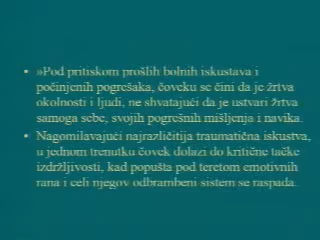 • »Pod pritiskom prošlih bolnih iskustava i
počinjenih pogrešaka, čoveku se čini da je žrtva
okolnosti i ljudi, ne shvatajući da je ustvari žrtva
samoga sebe, svojih pogrešnih mišljenja i navika.
• Nagomilavajući najrazličitija traumatična iskustva,
u jednom trenutku čovek dolazi do kritične tačke
izdržljivosti, kad popušta pod teretom emotivnih
rana i celi njegov odbrambeni sistem se raspada.